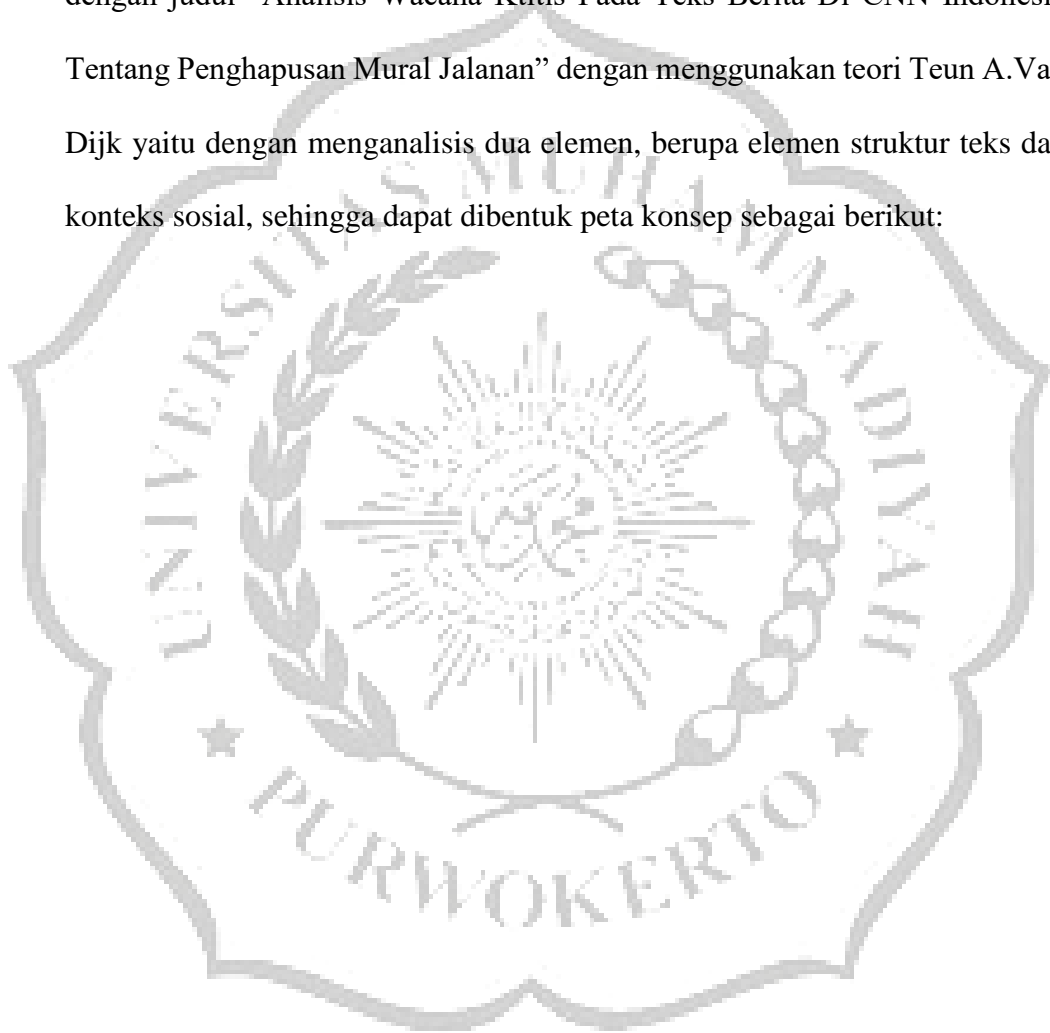 dengan judul "Analisis Wacana Kritis Pada Teks Berita Di CNN Indonesi
Tentang Penghapusan Mural Jalanan” dengan menggunakan teori Teun A.Va
Dijk yaitu dengan menganalisis dua elemen, berupa elemen struktur teks da
konteks sosial, sehingga dapat dibentuk peta konsep sebagai berikut:
UNIVERSITAS MUHAMMADIYAH
PURWOKERTO